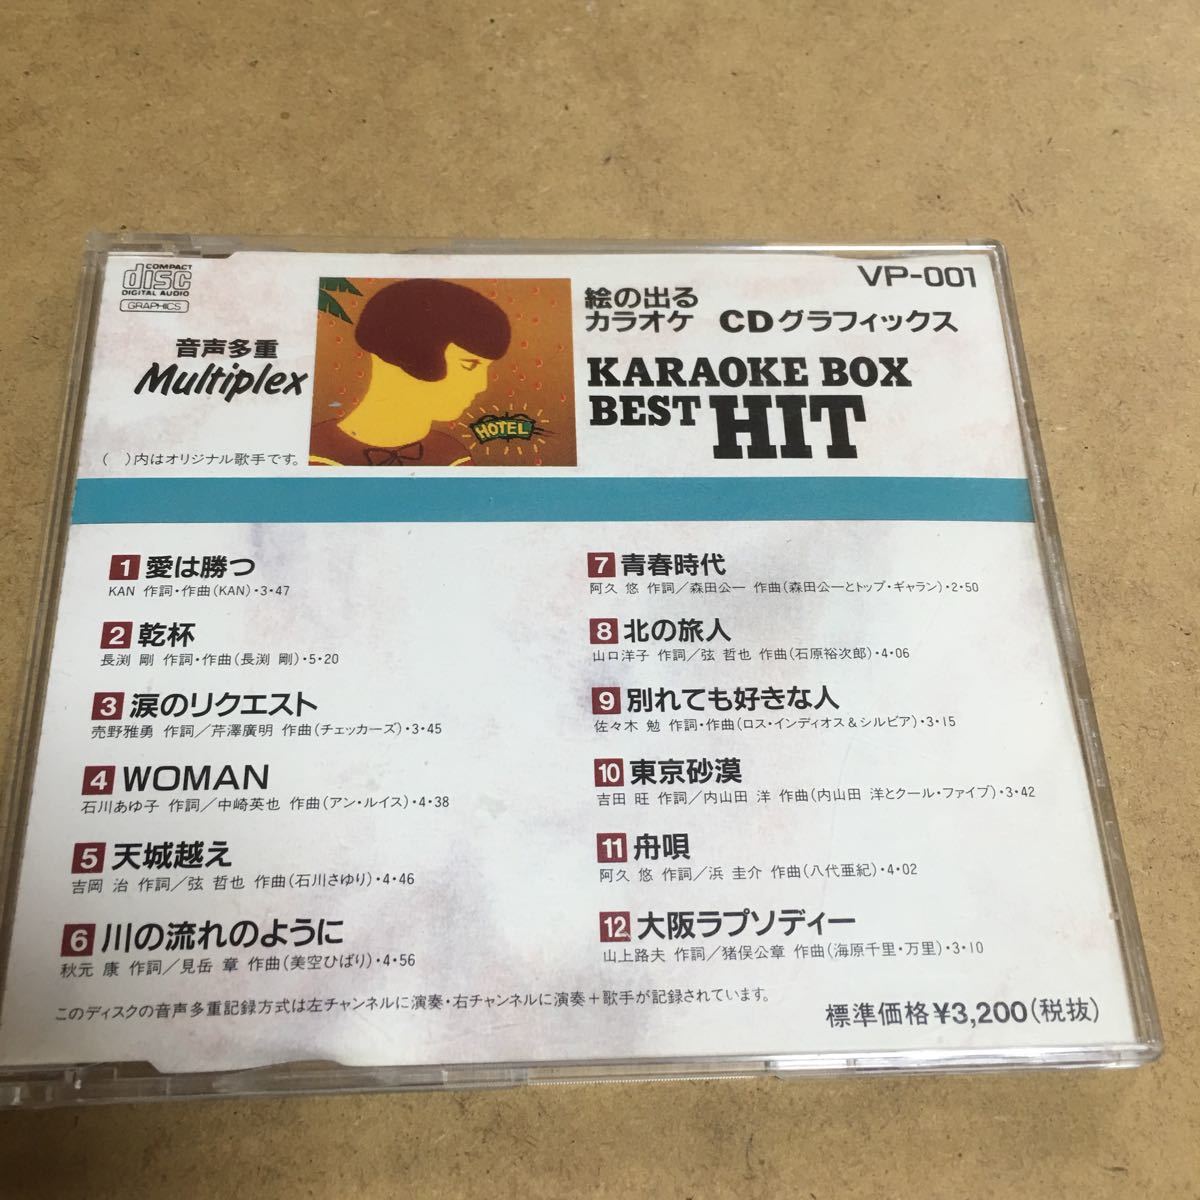 COMPACT
disc
DIGITAL AUDIO
GRAPHICS
音声多重
Multiplex
( )内はオリジナル歌手です。
HOTEL
VP-001
絵の出る
カラオケ CDグラフィックス
KARAOKE BOX
BEST HIT
1 愛は勝つ
KAN 作詞・作曲(KAN)・3・47
2 乾杯
長渕 剛 作詞・作曲(長渕 剛)・5・20
3 涙のリクエスト
売野雅勇 作詞/芹澤廣明 作曲(チェッカーズ)・3・45
4 WOMAN
石川あゆ子 作詞/中崎英也 作曲(アン・ルイス)・4・38
5 天城越え
吉岡 治 作詞/弦 哲也 作曲(石川さゆり)・4・46
6 川の流れのように
秋元 康 作詞/見岳 章 作曲(美空ひばり)・4・56
7 青春時代
阿久 悠 作詞/森田公一 作曲(森田公一とトップ・ギャラン)・2・50
8 北の旅人
山口洋子 作詞/弦 哲也 作曲(石原裕次郎)・4・06
9 別れても好きな人
佐々木 勉 作詞・作曲(ロス・インディオス&シルビア)・3・15
10 東京砂漠
吉田 旺 作詞/内山田 洋 作曲(内山田 洋とクール・ファイブ)・3・42
11 舟唄
阿久 悠 作詞/浜 圭介 作曲(八代亜紀)・4・02
12 大阪ラプソディー
山上路夫 作詞/猪俣公章 作曲(海原千里・万里)・3・10
このディスクの音声多重記録方式は左チャンネルに演奏・右チャンネルに演奏+歌手が記録されています。
標準価格¥3,200(税抜)